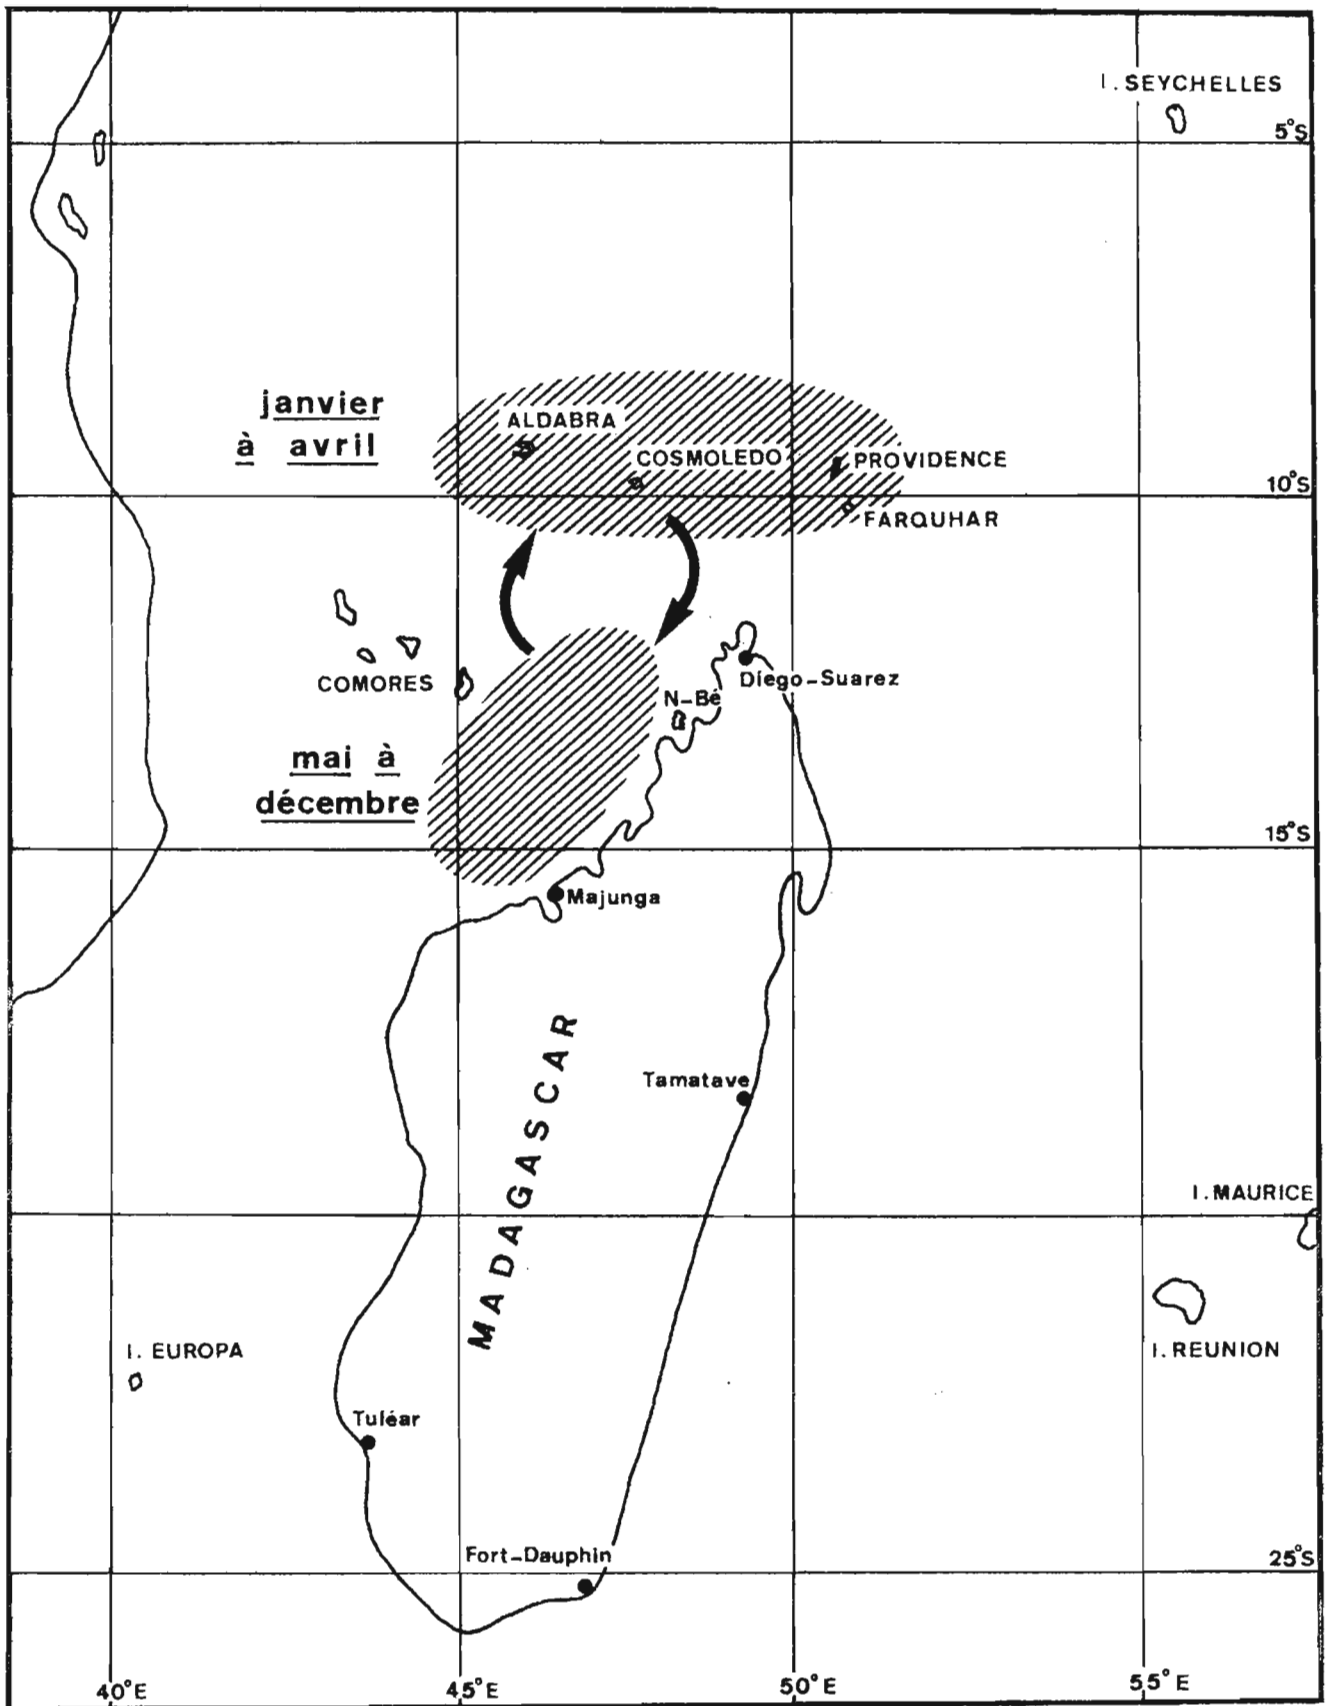 I. SEYCHELLES
5°S
janvier
à avril
ALDABRA
COSMOLEDO
PROVIDENCE
10°S
FARQUHAR
COMORES
Diego-Suarez
N-Bé
mai à
décembre
15°S
Majunga
MADAGASCAR
Tamatave
I. MAURICE
I. EUROPA
I. REUNION
Tuléar
Fort-Dauphin
25°S
40°E
45°E
50°E
55°E